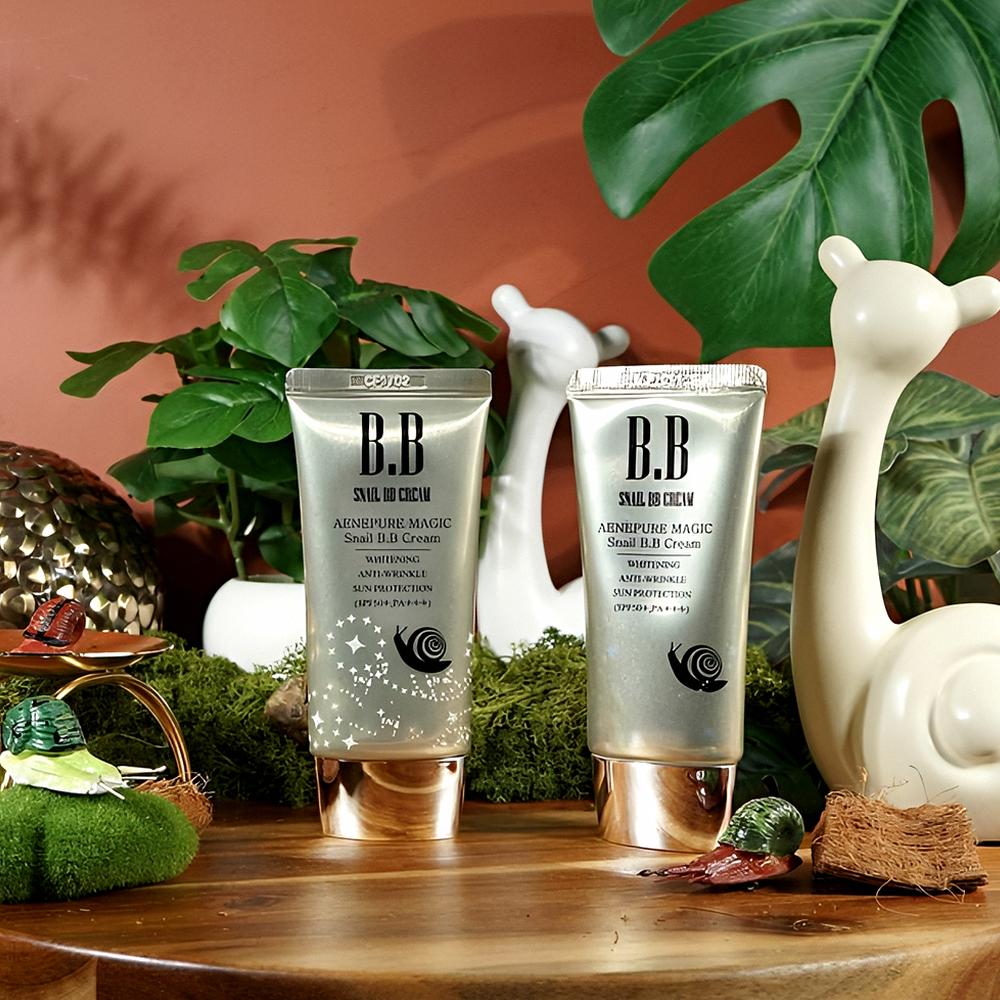 B.B
SNAIL BB CREAM
AENEPURE MAGIC
Snail B.B Cream
WHITENING
ANTI-WRINKLE
SUN PROTECTION
(SPF50+,PA+++)
B.B
SNAIL BB CREAM
AENEPURE MAGIC
Snail B.B Cream
WHITENING
ANTI-WRINKLE
SUN PROTECTION
(SPF50+,PA+++)